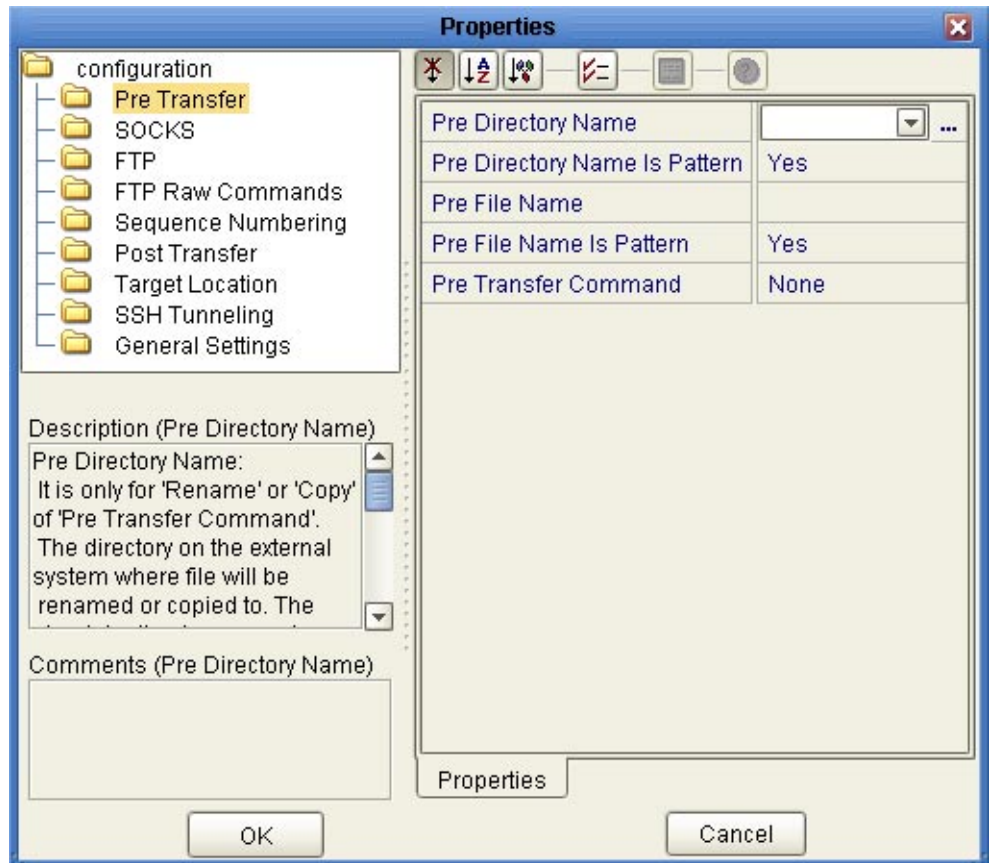 Properties
configuration
Pre Transfer
SOCKS
FTP
FTP Raw Commands
Sequence Numbering
Post Transfer
Target Location
SSH Tunneling
General Settings
Description (Pre Directory Name)
Pre Directory Name:
It is only for 'Rename' or 'Copy'
of 'Pre Transfer Command'.
The directory on the external
system where file will be
renamed or copied to. The
Comments (Pre Directory Name)
Pre Directory Name ...
Pre Directory Name Is Pattern Yes
Pre File Name
Pre File Name Is Pattern Yes
Pre Transfer Command None
Properties
OK
Cancel